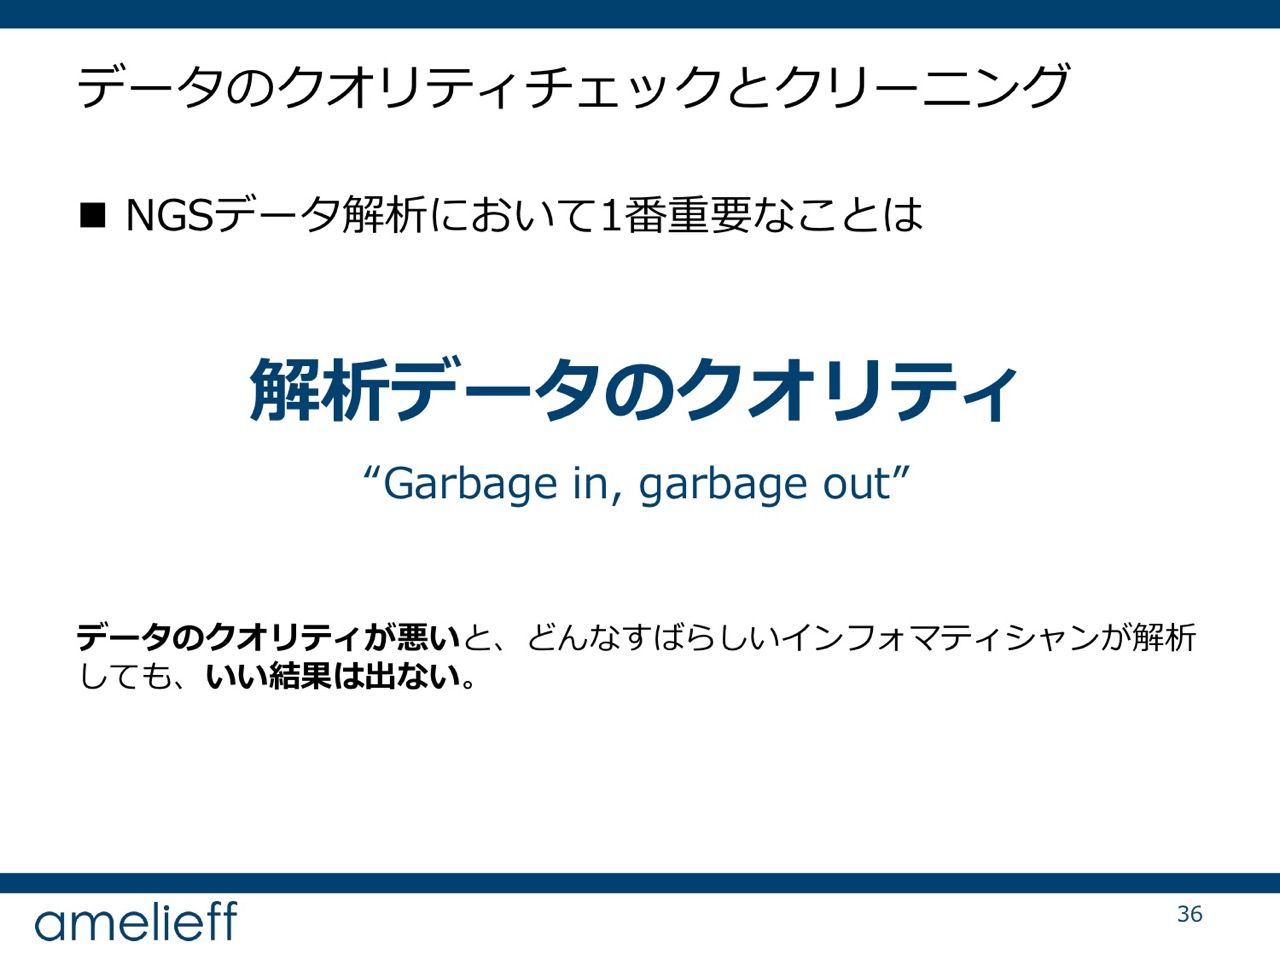 データのクオリティチェックとクリーニング
■ NGSデータ解析において1番重要なことは
解析データのクオリティ
“Garbage in, garbage out”
データのクオリティが悪いと、どんなすばらしいインフォマティシャンが解析
しても、いい結果は出ない。
amelieff
36